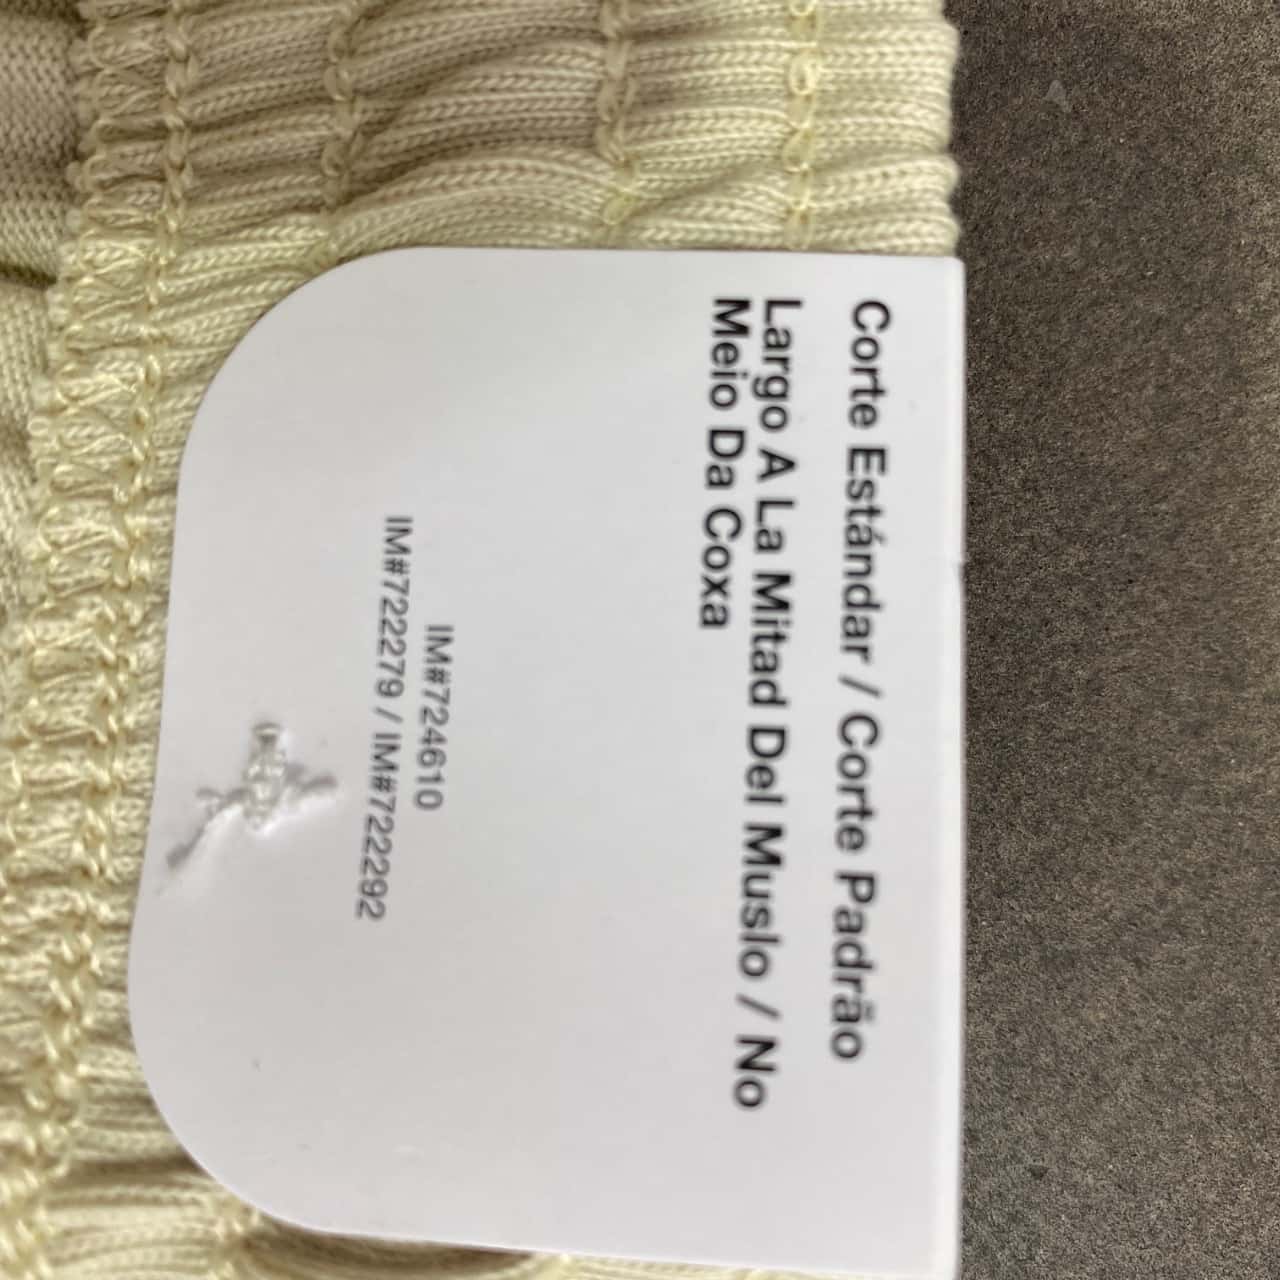 Corte Estándar / Corte Padrão
Largo A La Mitad Del Muslo / No
Meio Da Coxa
IM#724610
IM#722279 / IM#722292